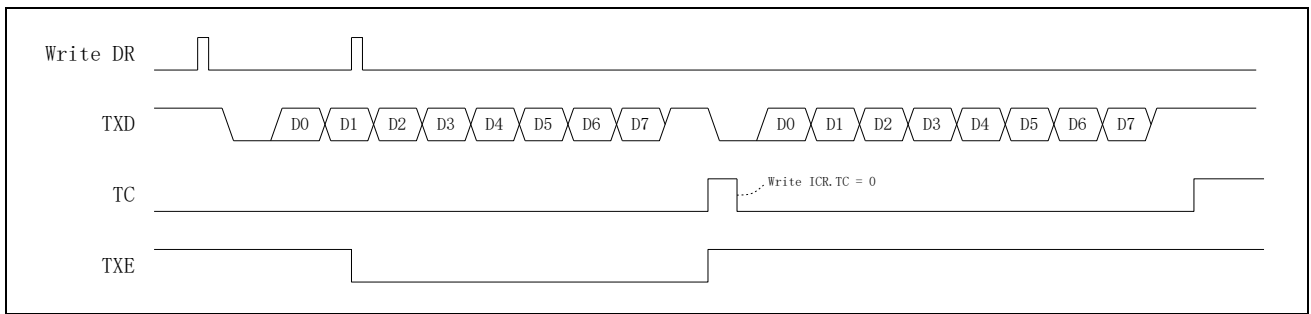 Write DR
TXD D0 D1 D2 D3 D4 D5 D6 D7 D0 D1 D2 D3 D4 D5 D6 D7
TC Write ICR.TC = 0
TXE